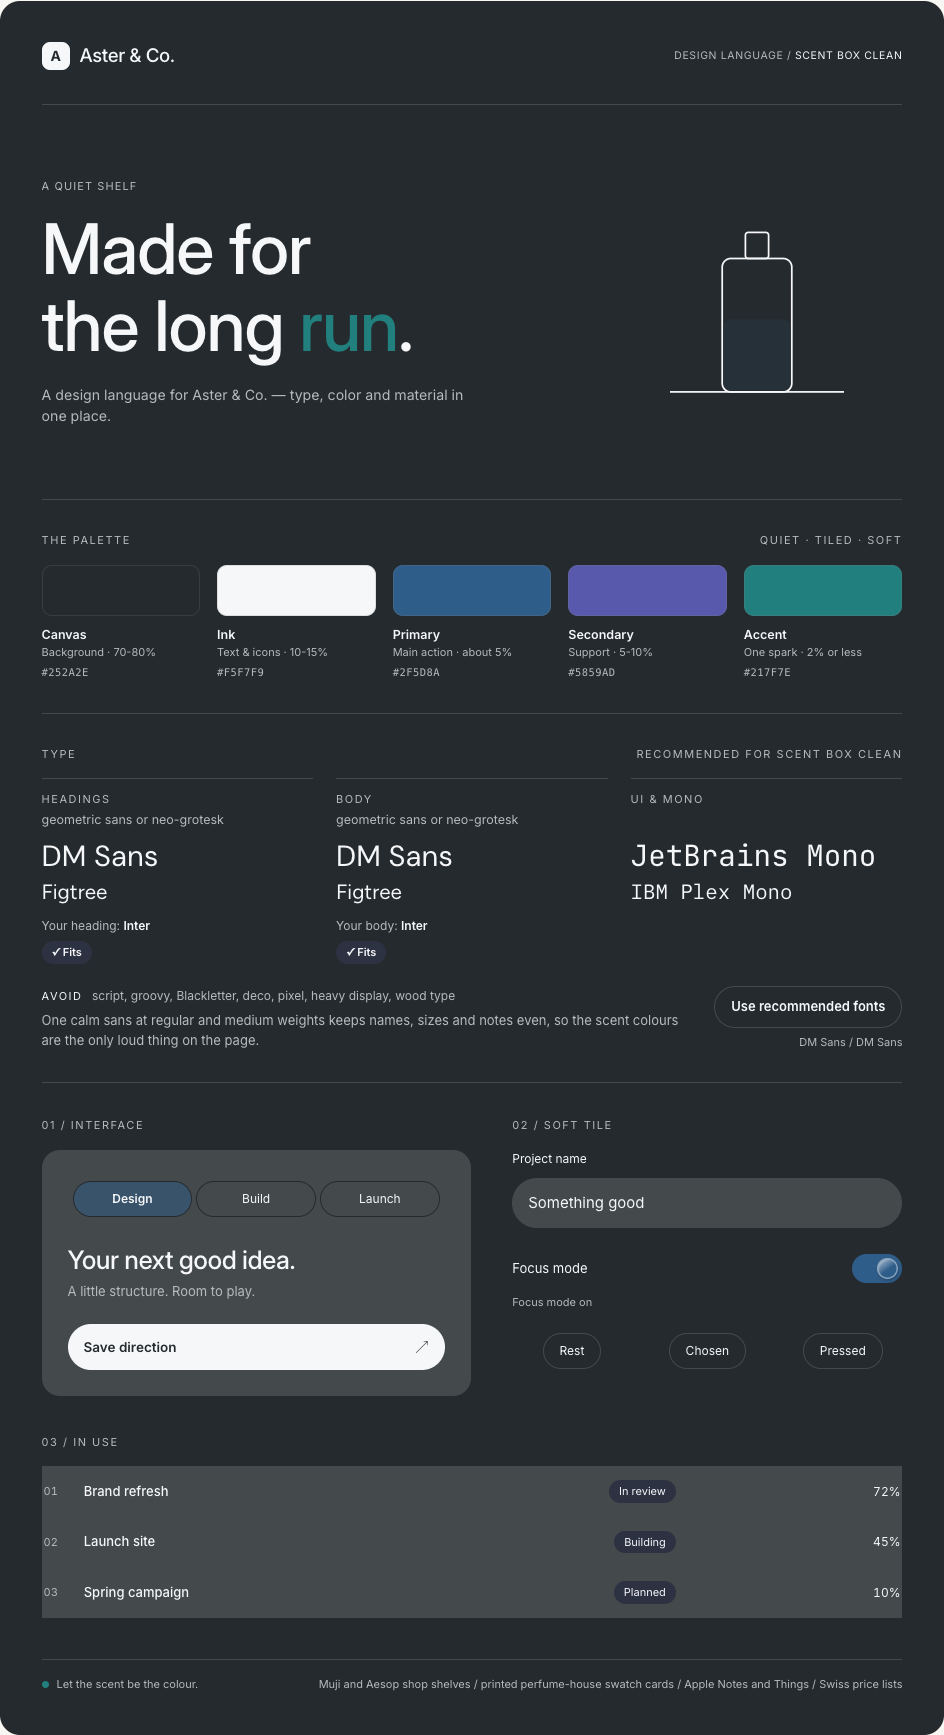 A Aster & Co.
DESIGN LANGUAGE / SCENT BOX CLEAN
A QUIET SHELF
Made for
the long run.
A design language for Aster & Co. — type, color and material in
one place.
THE PALETTE
QUIET · TILED · SOFT
Canvas
Background · 70-80%
#252A2E
Ink
Text & icons · 10-15%
#F5F7F9
Primary
Main action · about 5%
#2F5D8A
Secondary
Support · 5-10%
#5859AD
Accent
One spark · 2% or less
#217F7E
TYPE
RECOMMENDED FOR SCENT BOX CLEAN
HEADINGS
geometric sans or neo-grotesk
DM Sans
Figtree
Your heading: Inter
✓ Fits
BODY
geometric sans or neo-grotesk
DM Sans
Figtree
Your body: Inter
✓ Fits
UI & MONO
JetBrains Mono
IBM Plex Mono
AVOID script, groovy, Blackletter, deco, pixel, heavy display, wood type
One calm sans at regular and medium weights keeps names, sizes and notes even, so the scent colours
are the only loud thing on the page.
Use recommended fonts
DM Sans / DM Sans
01 / INTERFACE
Design
Build
Launch
Your next good idea.
A little structure. Room to play.
Save direction
02 / SOFT TILE
Project name
Something good
Focus mode
Focus mode on
Rest
Chosen
Pressed
03 / IN USE
01 Brand refresh In review 72%
02 Launch site Building 45%
03 Spring campaign Planned 10%
Let the scent be the colour.
Muji and Aesop shop shelves / printed perfume-house swatch cards / Apple Notes and Things / Swiss price lists